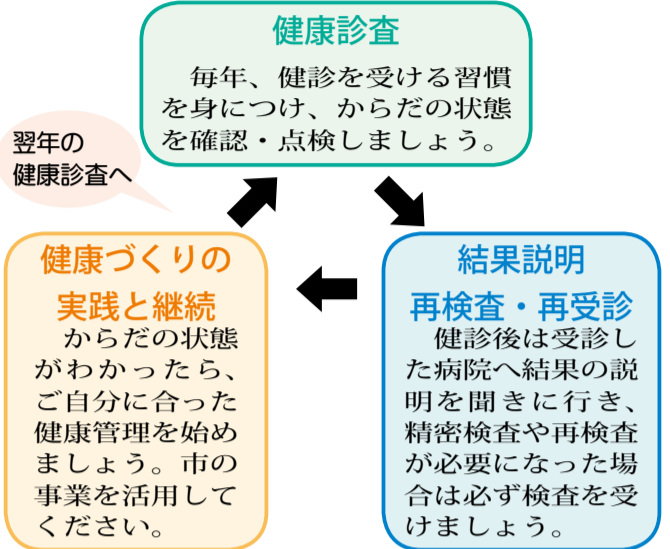 健康診査
毎年、健診を受ける習慣
を身につけ、からだの状態
を確認・点検しましょう。
翌年の
健康診査へ
結果説明
再検査・再受診
健診後は受診し
た病院へ結果の説
明を聞きに行き、
精密検査や再検査
が必要になった場
合は必ず検査を受
けましょう。
健康づくりの
実践と継続
からだの状態
がわかったら、
ご自分に合った
健康管理を始め
ましょう。市の
事業を活用して
ください。